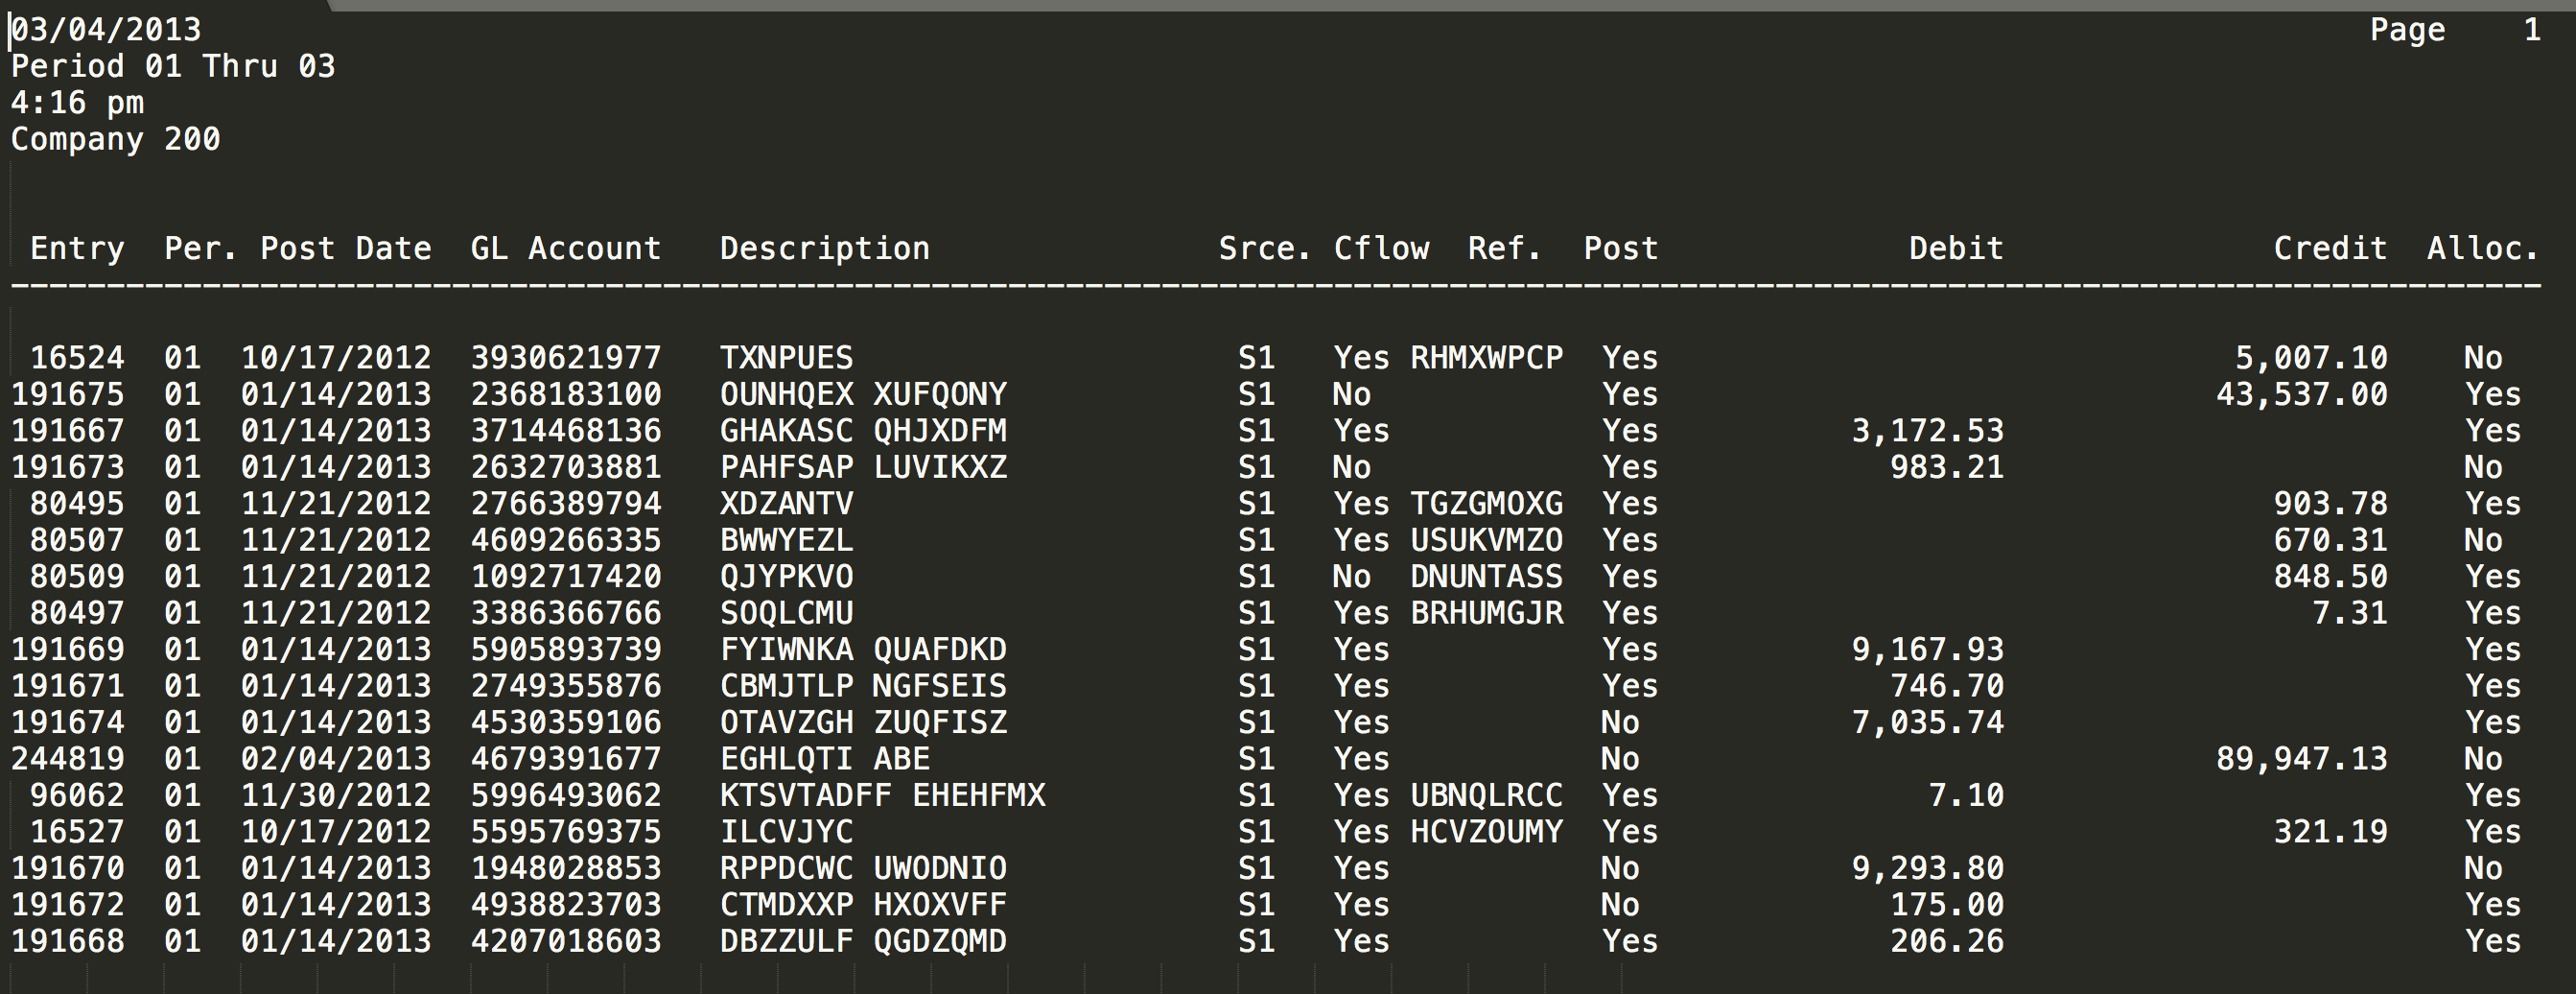 03/04/2013 Page 1
Period 01 Thru 03
4:16 pm
Company 200
Entry Per. Post Date GL Account Description Srce. Cflow Ref. Post Debit Credit Alloc.
------------------------------------------------------------------------------------------------------------------------------------
16524 01 10/17/2012 3930621977 TXNPUES S1 Yes RHMXWPCP Yes 5,007.10 No
191675 01 01/14/2013 2368183100 OUNHQEX XUFQONY S1 No Yes 43,537.00 Yes
191667 01 01/14/2013 3714468136 GHAKASC QHJXDFM S1 Yes Yes 3,172.53 Yes
191673 01 01/14/2013 2632703881 PAHFSAP LUVIKXZ S1 No Yes 983.21 No
80495 01 11/21/2012 2766389794 XDZANTV S1 Yes TGZGMOXG Yes 903.78 Yes
80507 01 11/21/2012 4609266335 BWWYEZL S1 Yes USUKVMZO Yes 670.31 No
80509 01 11/21/2012 1092717420 QJYPKVO S1 No DNUNTASS Yes 848.50 Yes
80497 01 11/21/2012 3386366766 SOQLCMU S1 Yes BRHUMGJR Yes 7.31 Yes
191669 01 01/14/2013 5905893739 FYIWNKA QUAFDKD S1 Yes Yes 9,167.93 Yes
191671 01 01/14/2013 2749355876 CBMJTLP NGFSEIS S1 Yes Yes 746.70 Yes
191674 01 01/14/2013 4530359106 OTAVZGH ZUQFISZ S1 Yes No 7,035.74 Yes
244819 01 02/04/2013 4679391677 EGHLQTI ABE S1 Yes No 89,947.13 No
96062 01 11/30/2012 5996493062 KTSVTADFF EHEHFMX S1 Yes UBNQLRCC Yes 7.10 Yes
16527 01 10/17/2012 5595769375 ILCVJYC S1 Yes HCVZOUMY Yes 321.19 Yes
191670 01 01/14/2013 1948028853 RPPDCWC UWODNIO S1 Yes No 9,293.80 No
191672 01 01/14/2013 4938823703 CTMDXXP HXOXVFF S1 Yes No 175.00 Yes
191668 01 01/14/2013 4207018603 DBZZULF QGDZQMD S1 Yes Yes 206.26 Yes